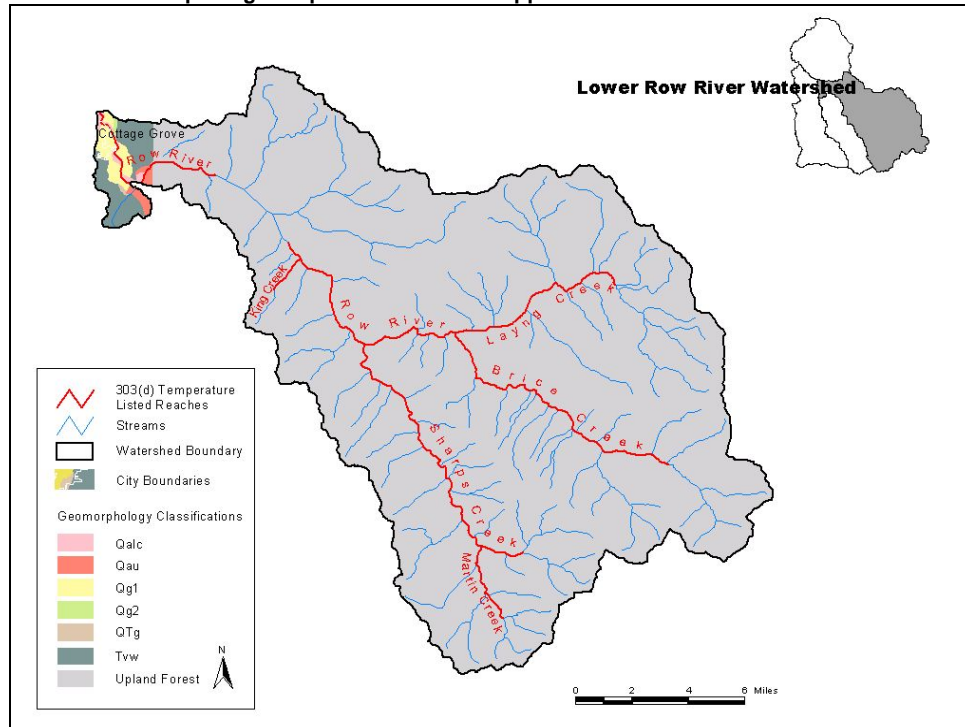 Lower Row River Watershed
Cottage Grove
Row River
King Creek
Row River
Layng Creek
Brice Creek
Sharps Creek
Martin Creek
303(d) Temperature
Listed Reaches
Streams
Watershed Boundary
City Boundaries
Geomorphology Classifications
Qalc
Qau
Qg1
Qg2
QTg
Tvw
Upland Forest
N
0 2 4 6 Miles